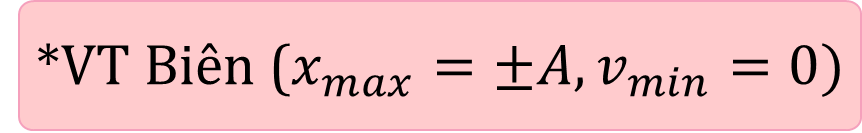 *VT Biên (x_max = ±A, v_min = 0)